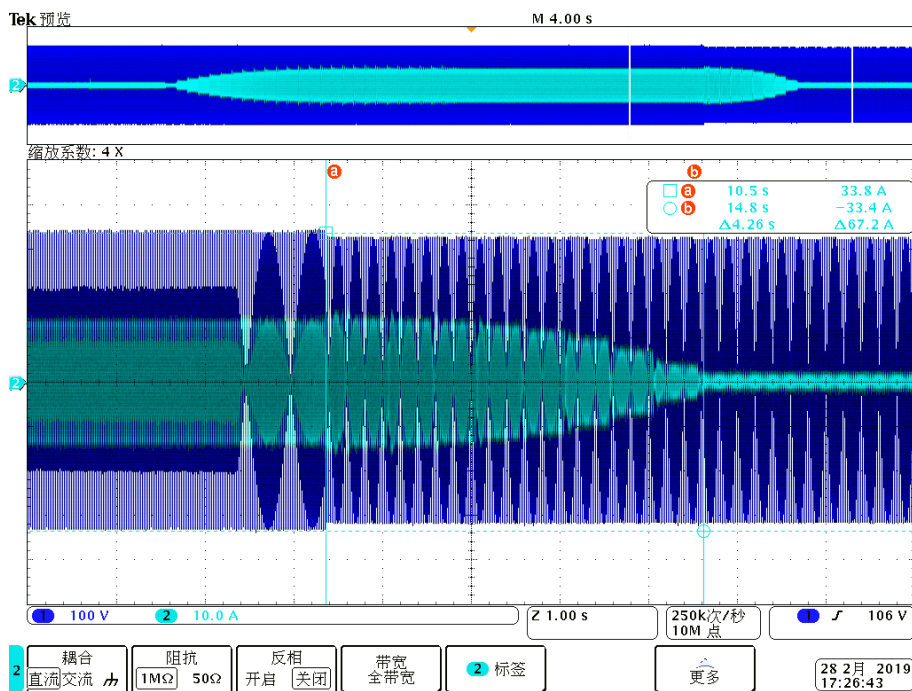 Tek 预览 M 4.00 s
2
缩放系数: 4 X
a b
a 10.5 s 33.8 A
b 14.8 s −33.4 A
Δ4.26 s Δ67.2 A
2
1 100 V 2 10.0 A Z 1.00 s 250k次/秒 1 106 V
10M 点
2 耦合 阻抗 反相 带宽 2 标签 更多 28 2月 2019
直流 交流 1MΩ 50Ω 开启 关闭 全带宽 17:26:43